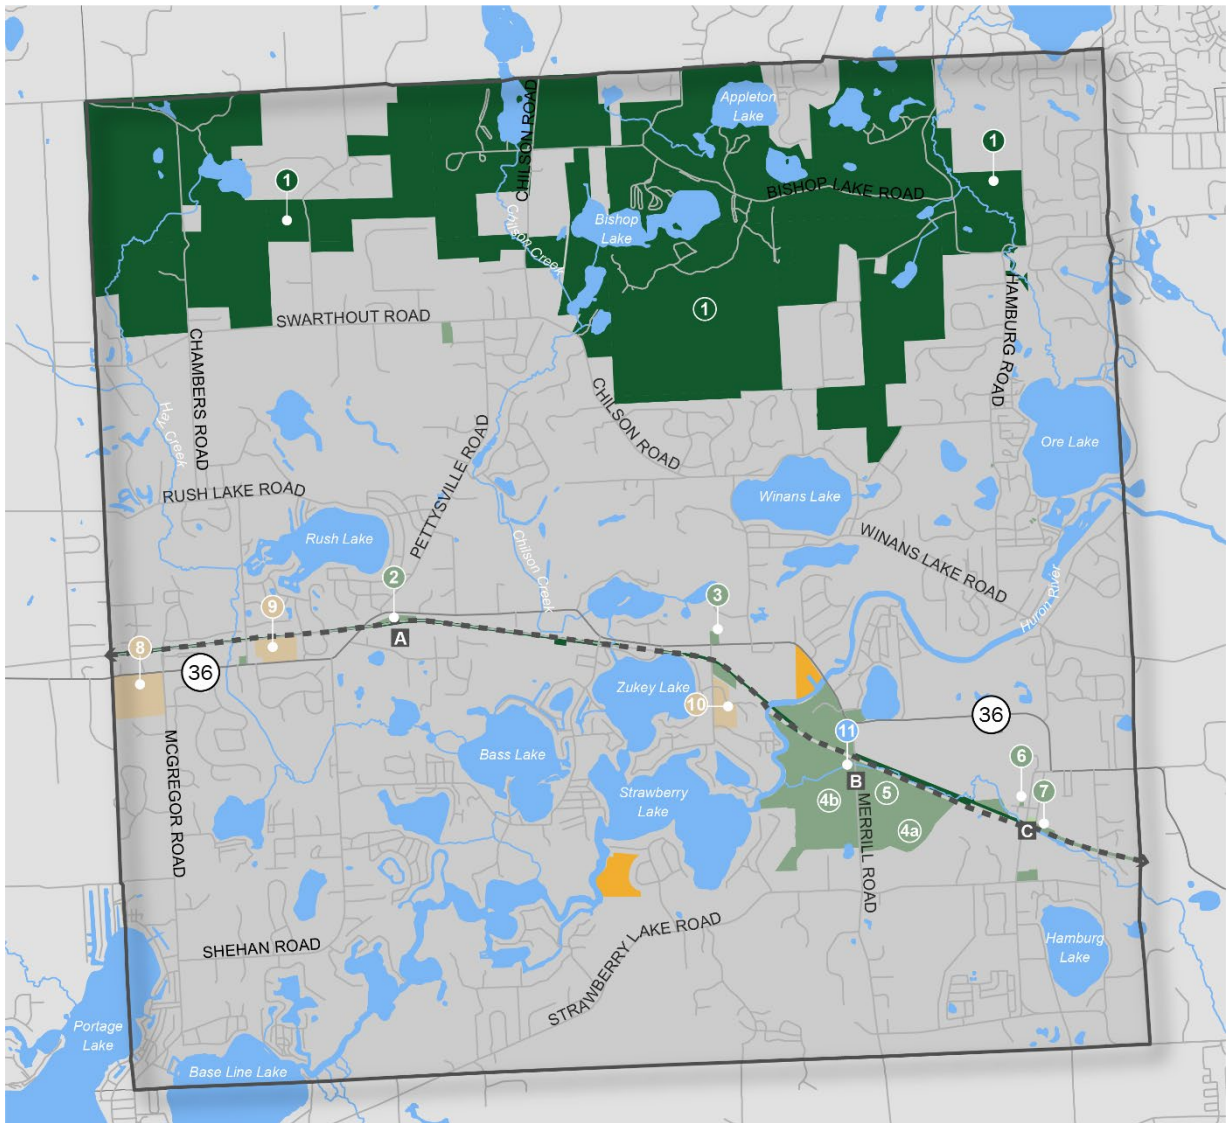 Appleton
Lake
CHILSON ROAD
1
1
BISHOP LAKE ROAD
Bishop
Lake
Chilson Creek
1
SWARTHOUT ROAD
HAMBURG ROAD
CHAMBERS ROAD
Hay Creek
CHILSON ROAD
PETTYSVILLE ROAD
Ore Lake
RUSH LAKE ROAD
Winans Lake
Rush Lake
WINANS LAKE ROAD
Chilson Creek
Huron River
2
9
3
A
8
36
Zukey Lake
10
36
11
Bass Lake
MCGREGOR ROAD
B
Strawberry
Lake
4b
5
6
7
4a
C
MERRILL ROAD
SHEHAN ROAD
STRAWBERRY LAKE ROAD
Hamburg
Lake
Portage
Lake
Base Line Lake